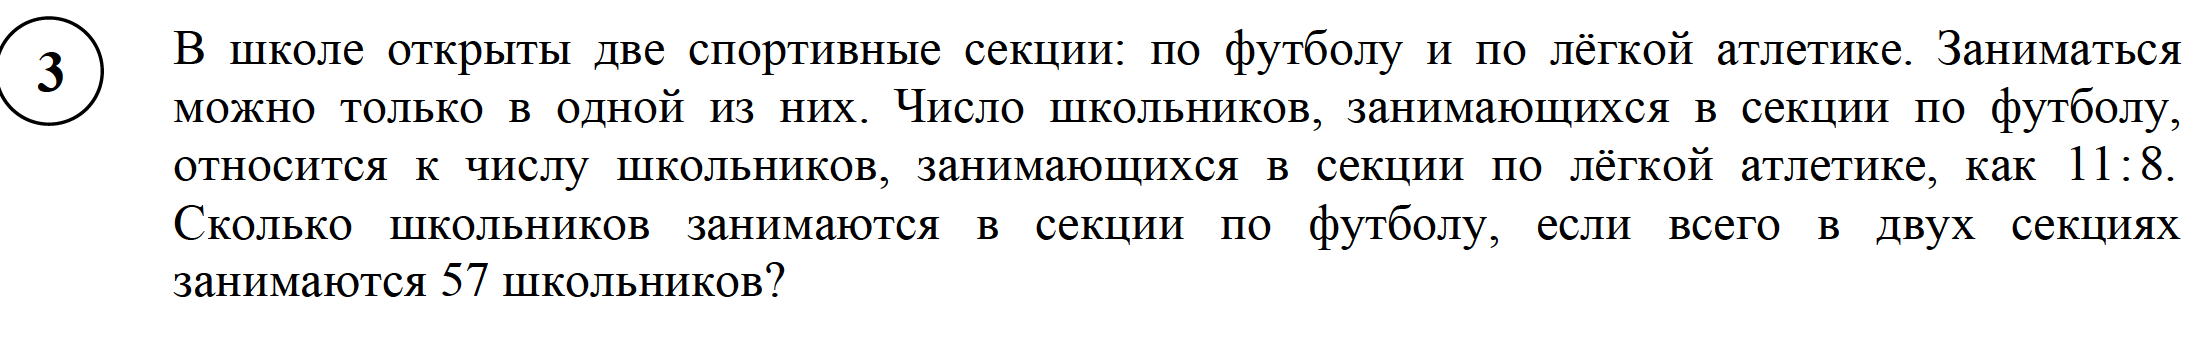 3
В школе открыты две спортивные секции: по футболу и по лёгкой атлетике. Заниматься
можно только в одной из них. Число школьников, занимающихся в секции по футболу,
относится к числу школьников, занимающихся в секции по лёгкой атлетике, как 11:8.
Сколько школьников занимаются в секции по футболу, если всего в двух секциях
занимаются 57 школьников?